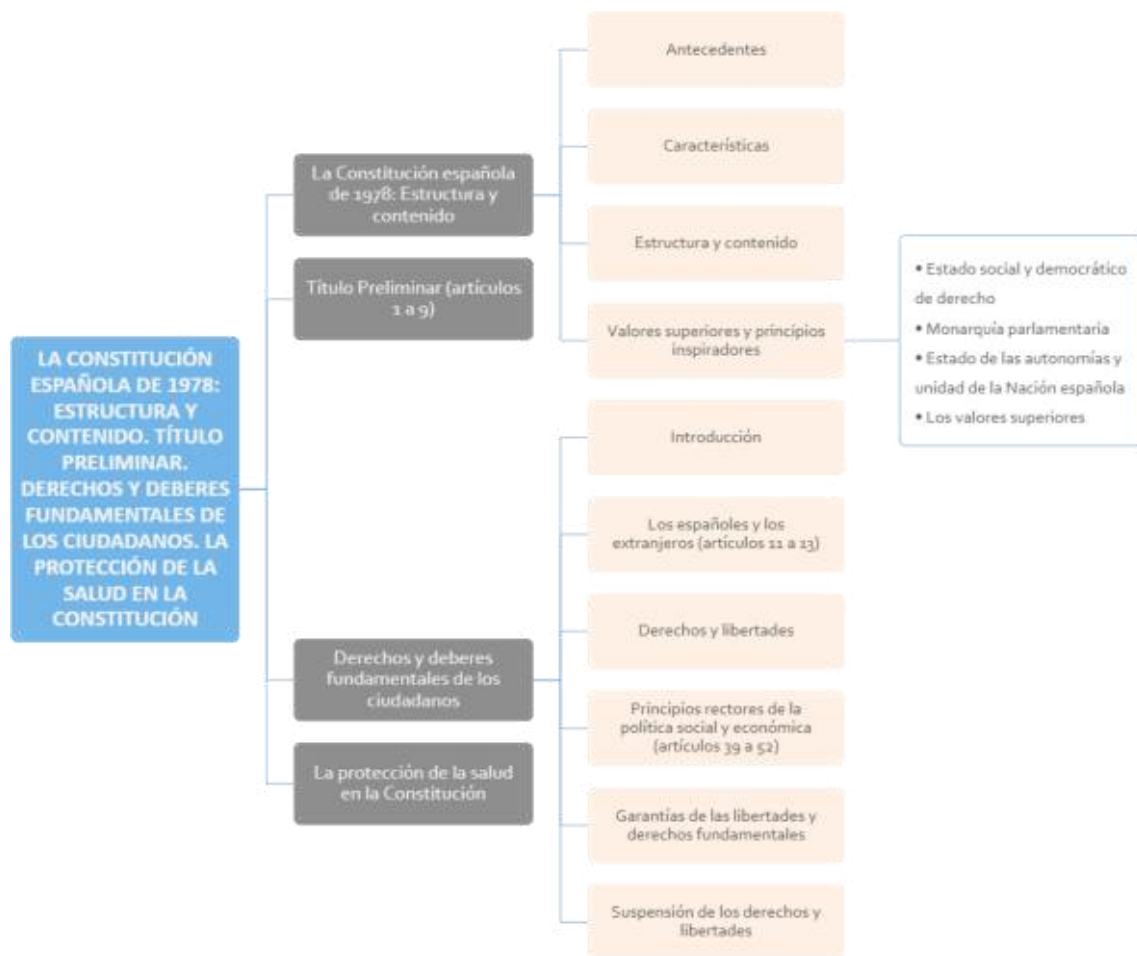 LA CONSTITUCIÓN
ESPAÑOLA DE 1978:
ESTRUCTURA Y
CONTENIDO. TÍTULO
PRELIMINAR.
DERECHOS Y DEBERES
FUNDAMENTALES DE
LOS CIUDADANOS. LA
PROTECCIÓN DE LA
SALUD EN LA
CONSTITUCIÓN
La Constitución española
de 1978: Estructura y
contenido
Antecedentes
Características
Estructura y contenido
Valores superiores y principios
inspiradores
• Estado social y democrático
de derecho
• Monarquía parlamentaria
• Estado de las autonomías y
unidad de la Nación española
• Los valores superiores
Título Preliminar (artículos
1 a 9)
Derechos y deberes
fundamentales de los
ciudadanos
Introducción
Los españoles y los
extranjeros (artículos 11 a 13)
Derechos y libertades
Principios rectores de la
política social y económica
(artículos 39 a 52)
Garantías de las libertades y
derechos fundamentales
Suspensión de los derechos y
libertades
La protección de la salud
en la Constitución